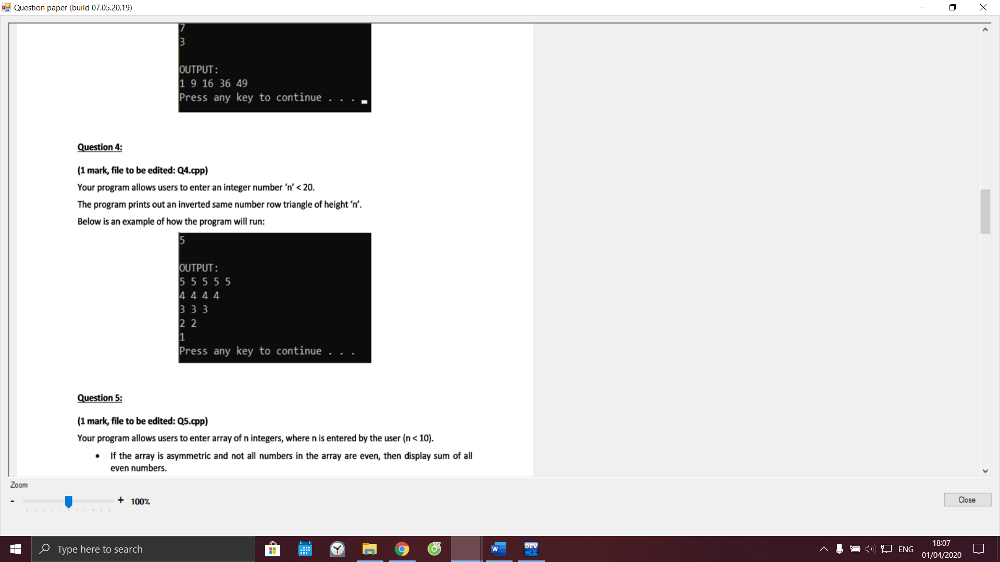 Question paper (build 07.05.20.19)
7
3
OUTPUT:
1 9 16 36 49
Press any key to continue . . .
Question 4:
(1 mark, file to be edited: Q4.cpp)
Your program allows users to enter an integer number ‘n’ < 20.
The program prints out an inverted same number row triangle of height ‘n’.
Below is an example of how the program will run:
5
OUTPUT:
5 5 5 5 5
4 4 4 4
3 3 3
2 2
1
Press any key to continue . . .
Question 5:
(1 mark, file to be edited: Q5.cpp)
Your program allows users to enter array of n integers, where n is entered by the user (n < 10).
• If the array is asymmetric and not all numbers in the array are even, then display sum of all
even numbers.
Zoom
- + 100%
Close
Type here to search
W
DEV
C++
ENG
18:07
01/04/2020